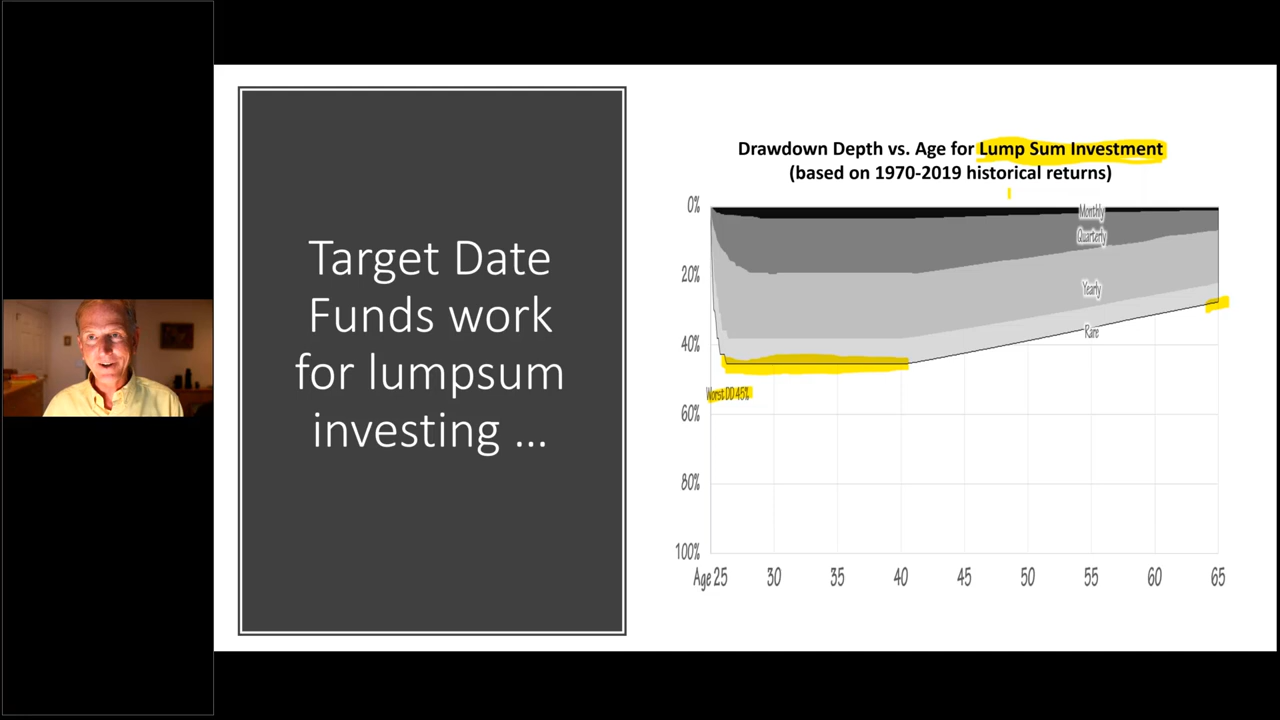 Target Date
Funds work
for lumpsum
investing ...
Drawdown Depth vs. Age for Lump Sum Investment
(based on 1970-2019 historical returns)
0%
20%
40%
60%
80%
100%
Monthly
Quarterly
Yearly
Rare
Worst DD 45%
Age 25 30 35 40 45 50 55 60 65